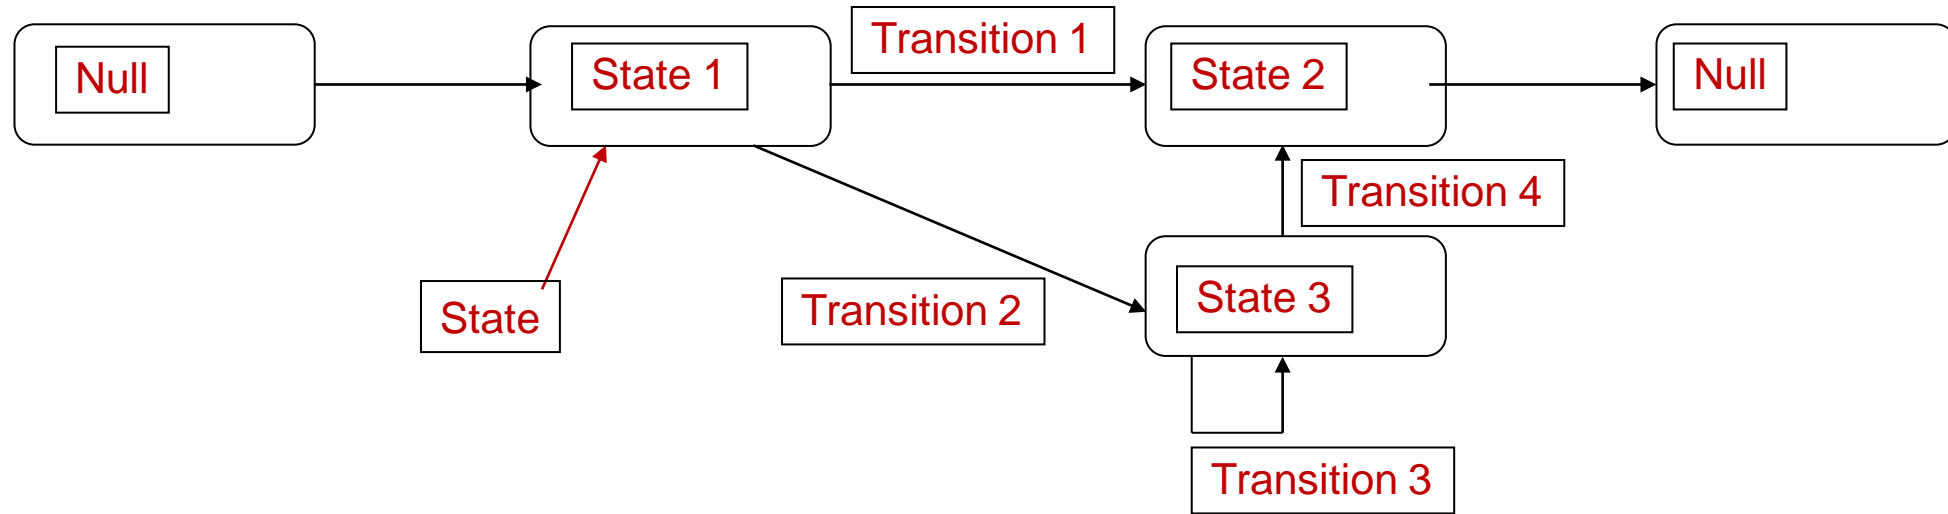 Null
State 1
Transition 1
State 2
Null
Transition 4
State
Transition 2
State 3
Transition 3